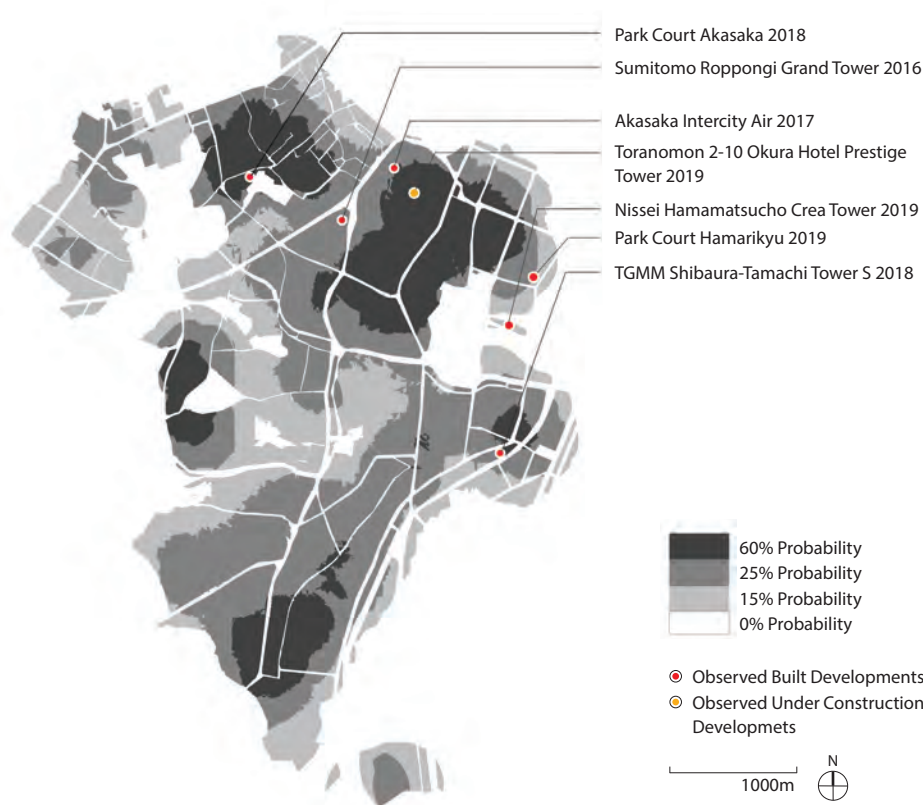 Park Court Akasaka 2018
Sumitomo Roppongi Grand Tower 2016
Akasaka Intercity Air 2017
Toranomon 2-10 Okura Hotel Prestige
Tower 2019
Nissei Hamamatsucho Crea Tower 2019
Park Court Hamarikyu 2019
TGMM Shibaura-Tamachi Tower S 2018
60% Probability
25% Probability
15% Probability
0% Probability
Observed Built Developments
Observed Under Construction
Developmets
N
1000m